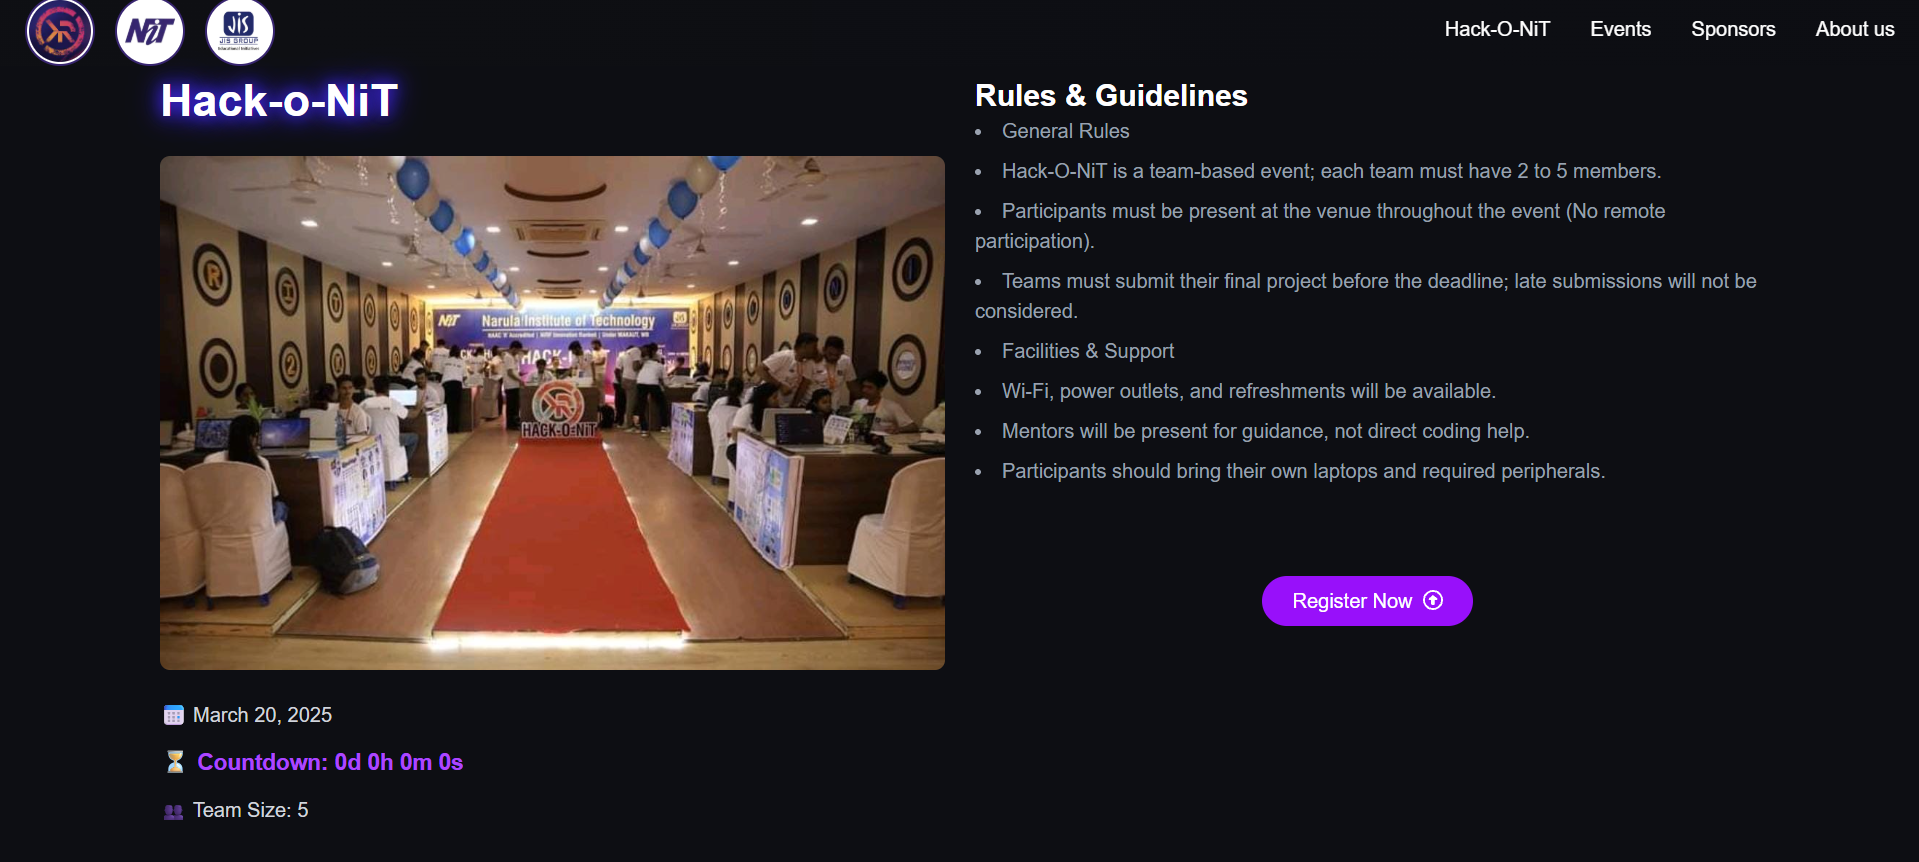 NiT
JIS
JIS GROUP
Educational Initiatives
Hack-O-NiT
Events
Sponsors
About us
Hack-o-NiT
NiT
Narula Institute of Technology
JIS
HACK-O-NiT
March 20, 2025
Countdown: 0d 0h 0m 0s
Team Size: 5
Rules & Guidelines
General Rules
Hack-O-NiT is a team-based event; each team must have 2 to 5 members.
Participants must be present at the venue throughout the event (No remote
participation).
Teams must submit their final project before the deadline; late submissions will not be
considered.
Facilities & Support
Wi-Fi, power outlets, and refreshments will be available.
Mentors will be present for guidance, not direct coding help.
Participants should bring their own laptops and required peripherals.
Register Now